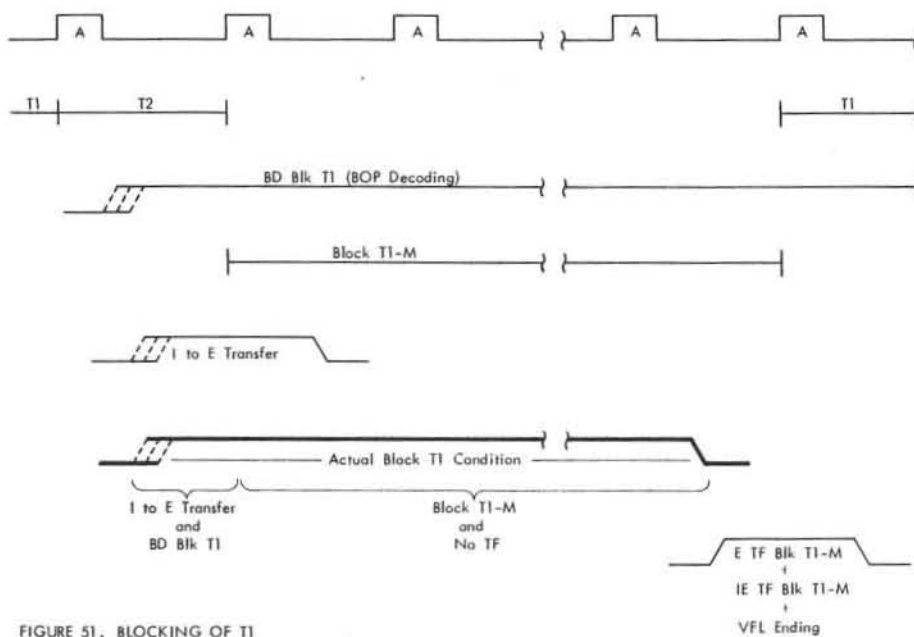 A A A A A
T1 T2 T1
BD Blk T1 (BOP Decoding)
Block T1-M
I to E Transfer
Actual Block T1 Condition
I to E Transfer
and
BD Blk T1
Block T1-M
and
No TF
E TF Blk T1-M
+
IE TF Blk T1-M
+
VFL Ending
FIGURE 51. BLOCKING OF T1